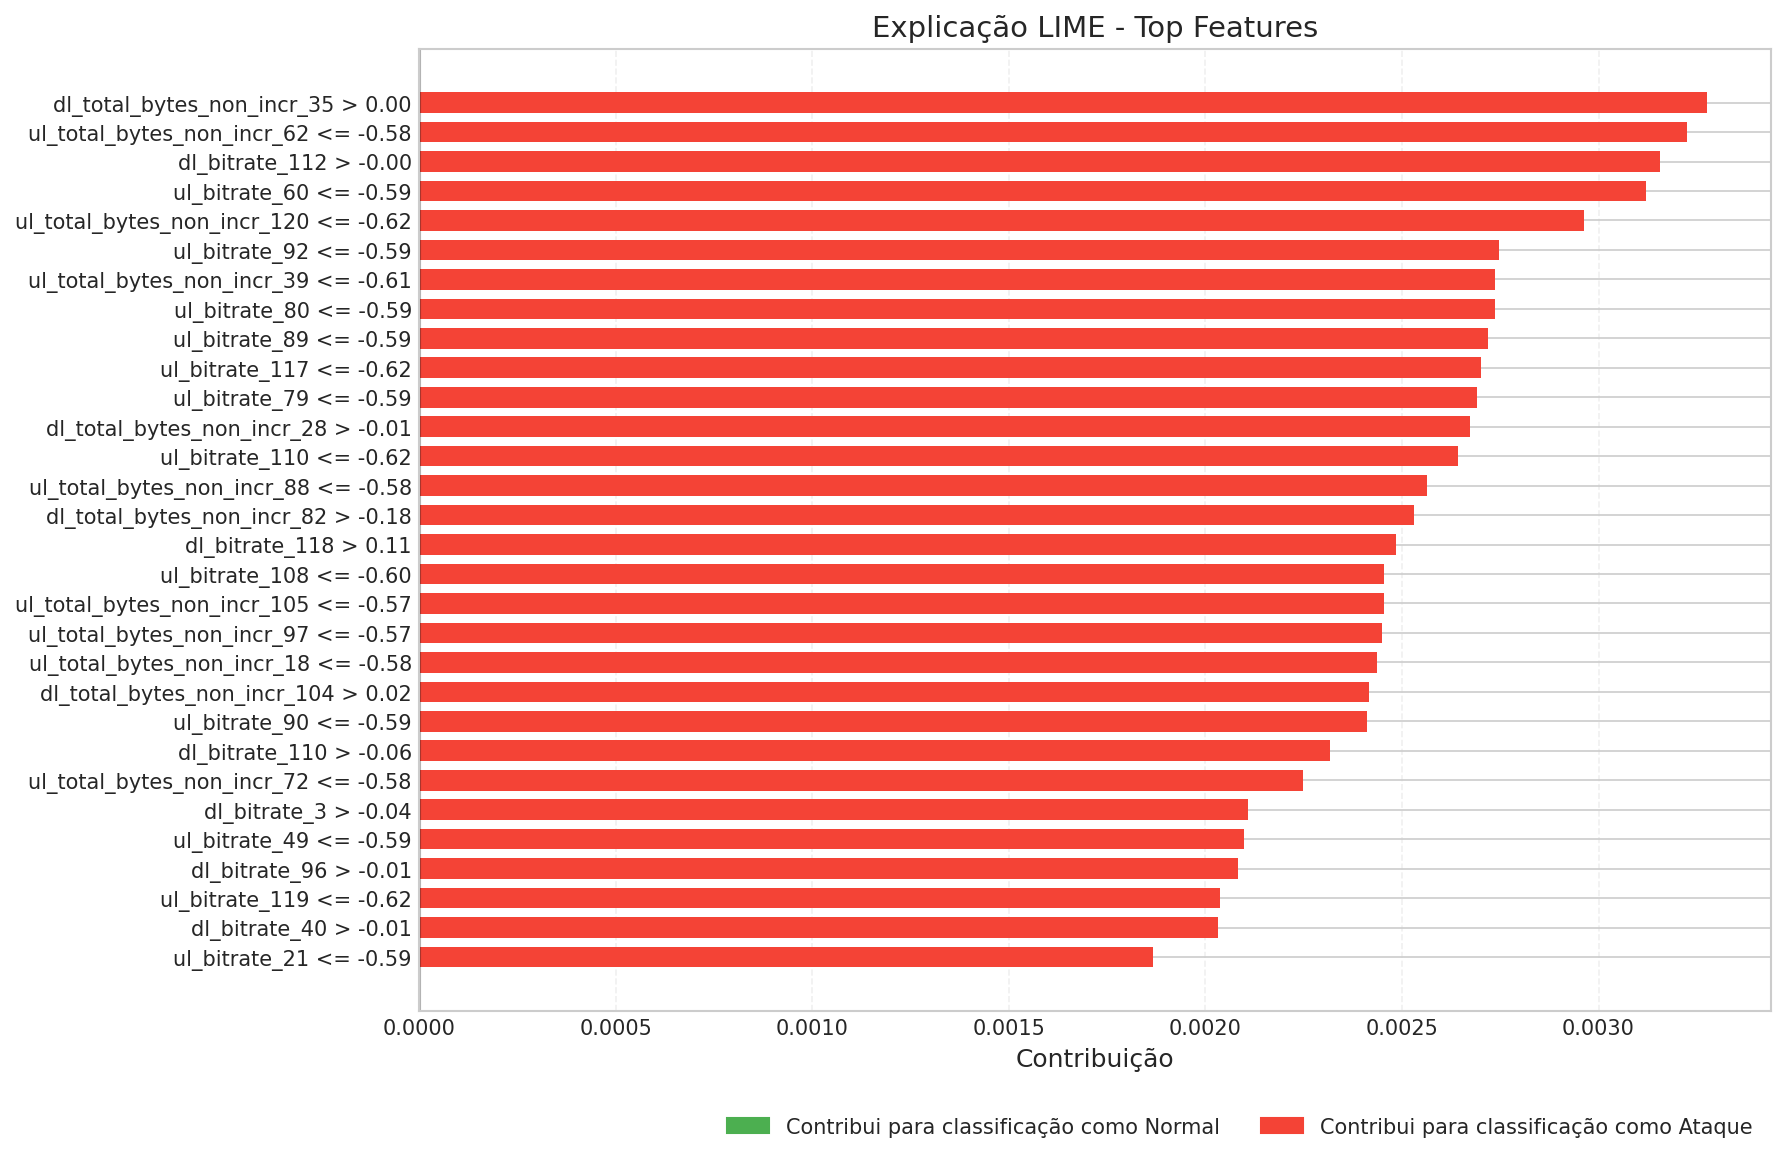 Explicação LIME - Top Features
dl_total_bytes_non_incr_35 > 0.00
ul_total_bytes_non_incr_62 <= -0.58
dl_bitrate_112 > -0.00
ul_bitrate_60 <= -0.59
ul_total_bytes_non_incr_120 <= -0.62
ul_bitrate_92 <= -0.59
ul_total_bytes_non_incr_39 <= -0.61
ul_bitrate_80 <= -0.59
ul_bitrate_89 <= -0.59
ul_bitrate_117 <= -0.62
ul_bitrate_79 <= -0.59
dl_total_bytes_non_incr_28 > -0.01
ul_bitrate_110 <= -0.62
ul_total_bytes_non_incr_88 <= -0.58
dl_total_bytes_non_incr_82 > -0.18
dl_bitrate_118 > 0.11
ul_bitrate_108 <= -0.60
ul_total_bytes_non_incr_105 <= -0.57
ul_total_bytes_non_incr_97 <= -0.57
ul_total_bytes_non_incr_18 <= -0.58
dl_total_bytes_non_incr_104 > 0.02
ul_bitrate_90 <= -0.59
dl_bitrate_110 > -0.06
ul_total_bytes_non_incr_72 <= -0.58
dl_bitrate_3 > -0.04
ul_bitrate_49 <= -0.59
dl_bitrate_96 > -0.01
ul_bitrate_119 <= -0.62
dl_bitrate_40 > -0.01
ul_bitrate_21 <= -0.59
0.0000 0.0005 0.0010 0.0015 0.0020 0.0025 0.0030
Contribuição
Contribui para classificação como Normal Contribui para classificação como Ataque